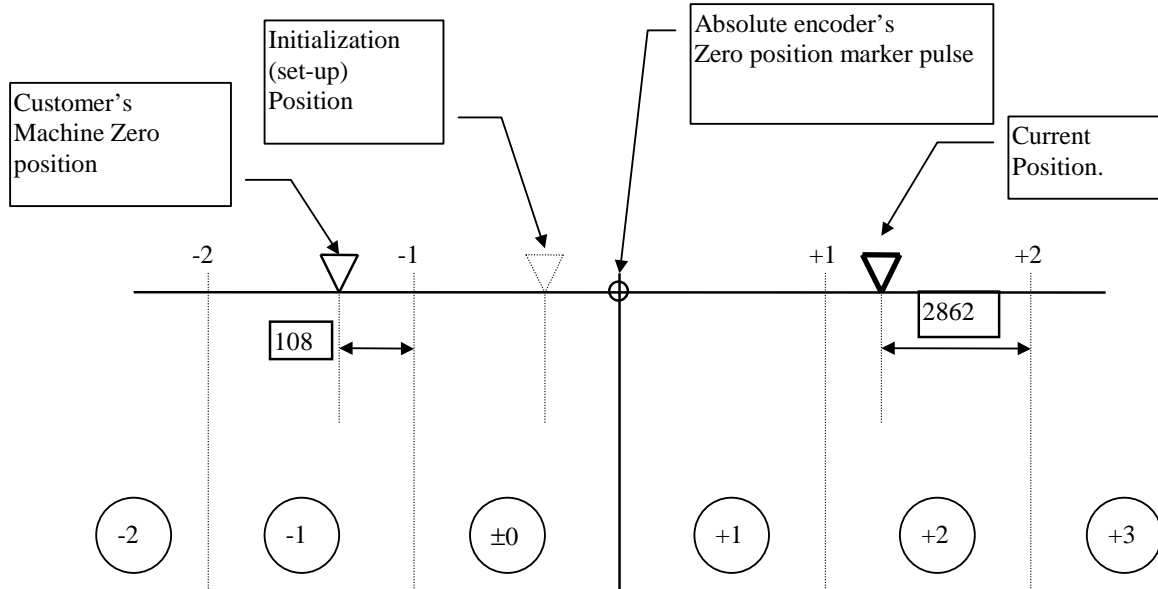 Absolute encoder’s
Zero position marker pulse
Initialization
(set-up)
Position
Customer’s
Machine Zero
position
Current
Position.
-2
-1
+1
+2
108
2862
-2
-1
±0
+1
+2
+3